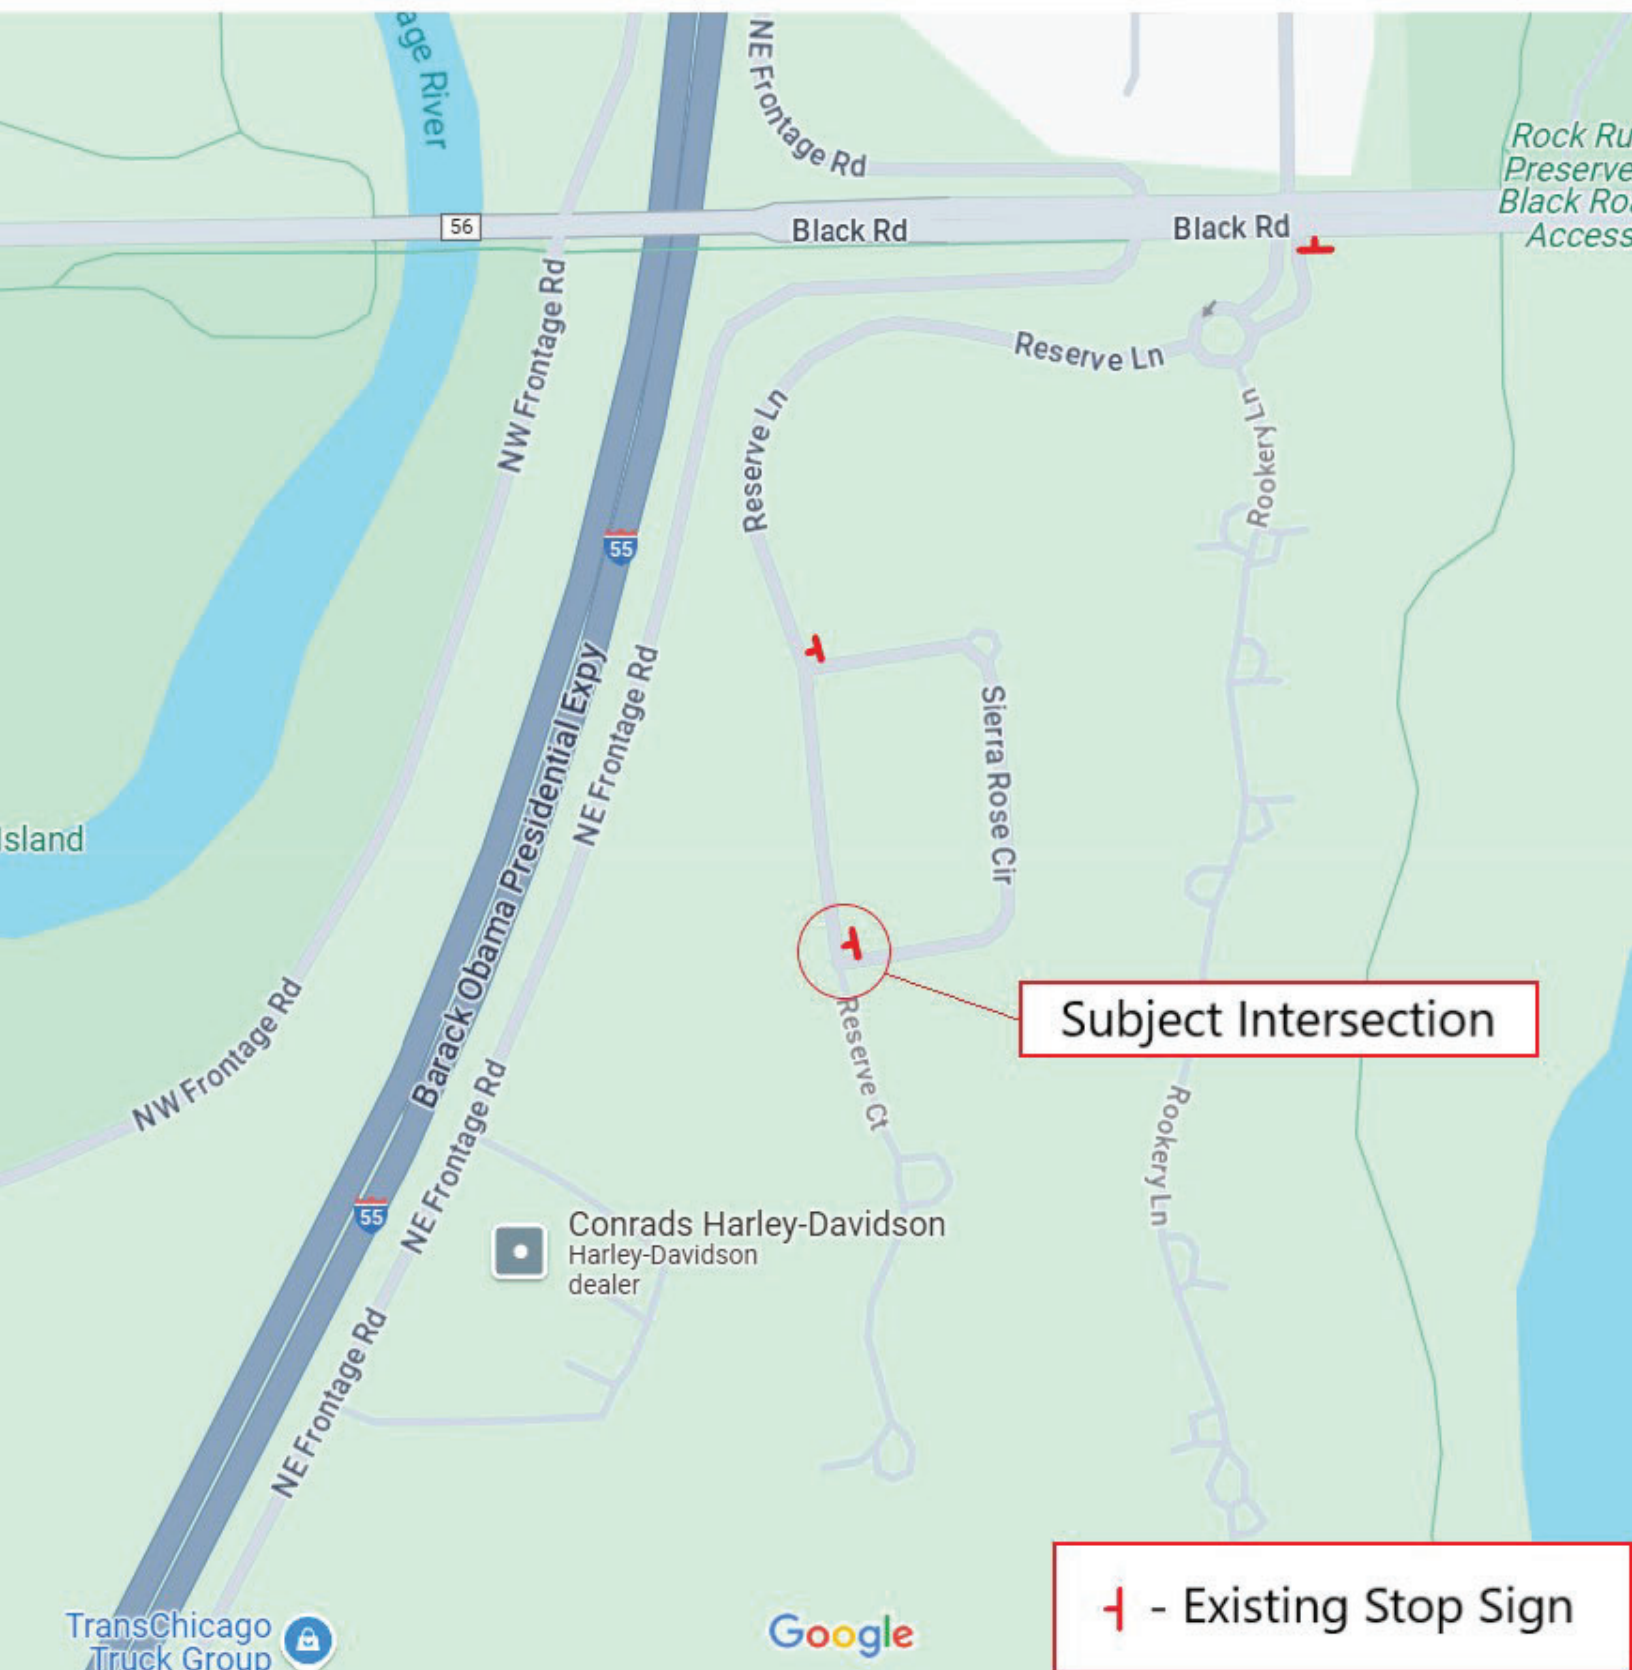 age River
NE Frontage Rd
Rock Ru
Preserve
Black Ro
Access
56
Black Rd
Black Rd
NW Frontage Rd
Reserve Ln
Reserve Ln
Rookery Ln
55
Barack Obama Presidential Expy
NE Frontage Rd
Sierra Rose Cir
Island
Subject Intersection
NW Frontage Rd
Reserve Ct
NE Frontage Rd
Rookery Ln
55
Conrads Harley-Davidson
Harley-Davidson
dealer
NE Frontage Rd
- Existing Stop Sign
TransChicago
Truck Group
Google